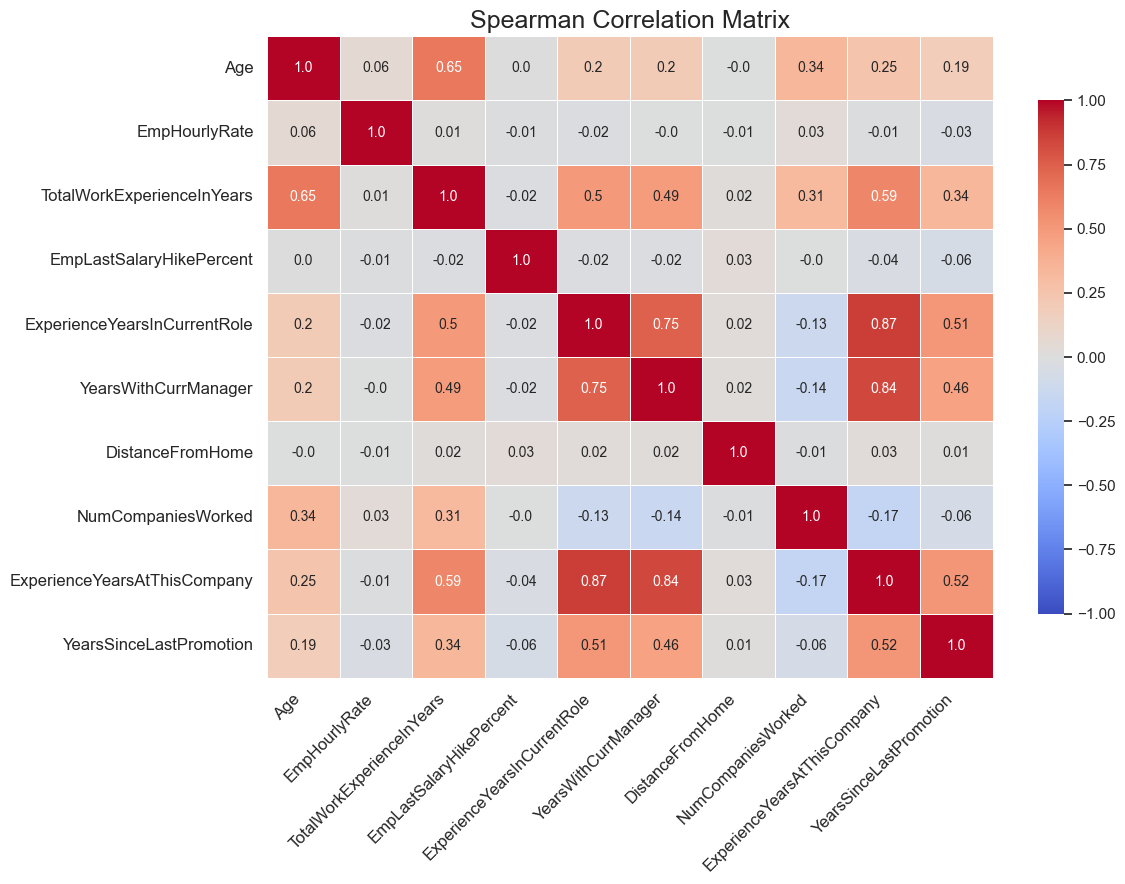 Spearman Correlation Matrix
Age 1.0 0.06 0.65 0.0 0.2 0.2 -0.0 0.34 0.25 0.19
EmpHourlyRate 0.06 1.0 0.01 -0.01 -0.02 -0.0 -0.01 0.03 -0.01 -0.03
TotalWorkExperienceInYears 0.65 0.01 1.0 -0.02 0.5 0.49 0.02 0.31 0.59 0.34
EmpLastSalaryHikePercent 0.0 -0.01 -0.02 1.0 -0.02 -0.02 0.03 -0.0 -0.04 -0.06
ExperienceYearsInCurrentRole 0.2 -0.02 0.5 -0.02 1.0 0.75 0.02 -0.13 0.87 0.51
YearsWithCurrManager 0.2 -0.0 0.49 -0.02 0.75 1.0 0.02 -0.14 0.84 0.46
DistanceFromHome -0.0 -0.01 0.02 0.03 0.02 0.02 1.0 -0.01 0.03 0.01
NumCompaniesWorked 0.34 0.03 0.31 -0.0 -0.13 -0.14 -0.01 1.0 -0.17 -0.06
ExperienceYearsAtThisCompany 0.25 -0.01 0.59 -0.04 0.87 0.84 0.03 -0.17 1.0 0.52
YearsSinceLastPromotion 0.19 -0.03 0.34 -0.06 0.51 0.46 0.01 -0.06 0.52 1.0
Age
EmpHourlyRate
TotalWorkExperienceInYears
EmpLastSalaryHikePercent
ExperienceYearsInCurrentRole
YearsWithCurrManager
DistanceFromHome
NumCompaniesWorked
ExperienceYearsAtThisCompany
YearsSinceLastPromotion
1.00
0.75
0.50
0.25
0.00
−0.25
−0.50
−0.75
−1.00